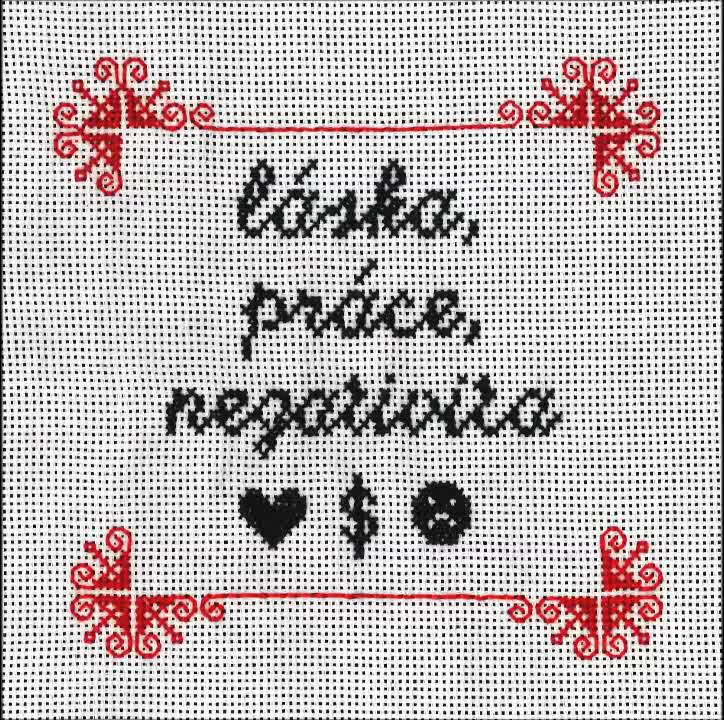 láska,
práce,
negativita
$